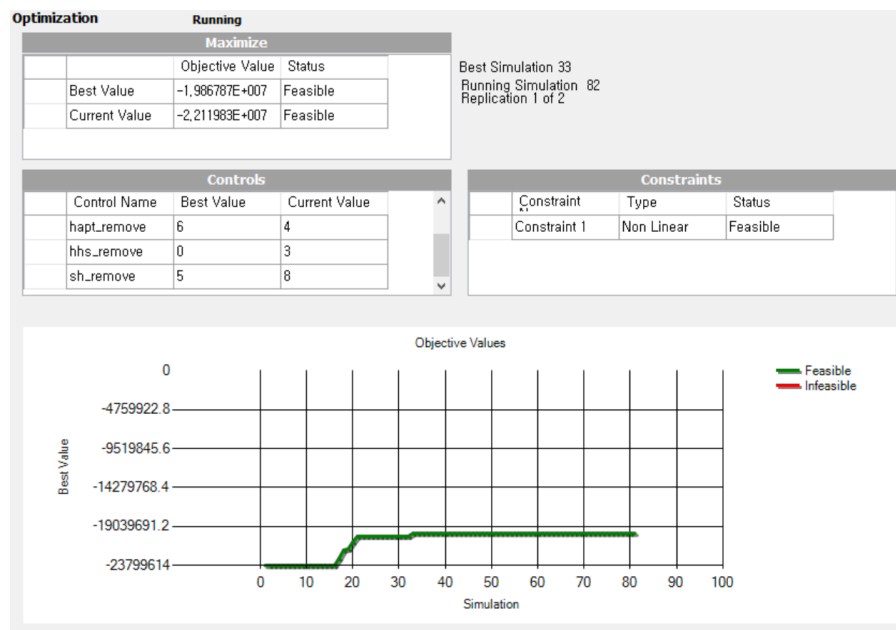 Optimization Running
Maximize
Objective Value Status
Best Value -1,986787E+007 Feasible
Current Value -2,211983E+007 Feasible
Best Simulation 33
Running Simulation 82
Replication 1 of 2
Controls
Control Name Best Value Current Value
hapt_remove 6 4
hhs_remove 0 3
sh_remove 5 8
Constraints
Constraint Type Status
Constraint 1 Non Linear Feasible
Objective Values
Feasible
Infeasible
Best Value
0
-4759922.8
-9519845.6
-14279768.4
-19039691.2
-23799614
0 10 20 30 40 50 60 70 80 90 100
Simulation